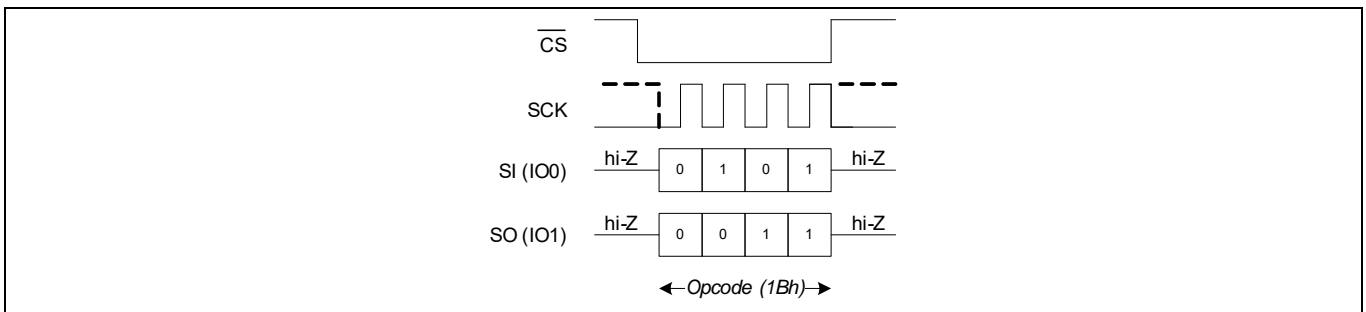 CS
SCK
SI (IO0) hi-Z 0 1 0 1 hi-Z
SO (IO1) hi-Z 0 0 1 1 hi-Z
Opcode (1Bh)